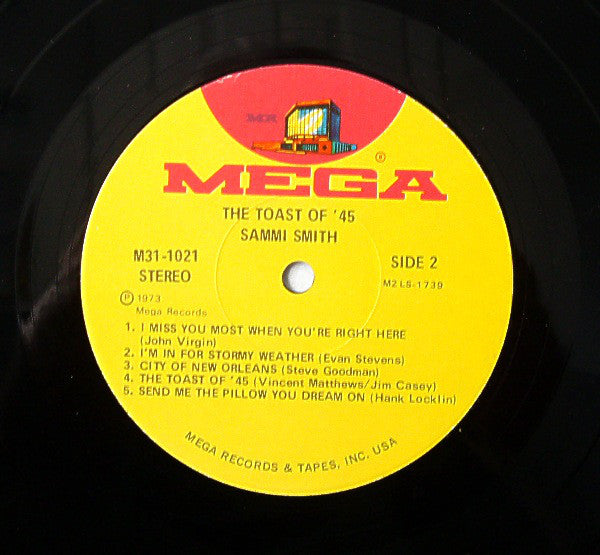 MR
MEGA
®
THE TOAST OF '45
SAMMI SMITH
M31-1021
STEREO
SIDE 2
M2 LS-1739
℗ 1973
Mega Records
1. I MISS YOU MOST WHEN YOU'RE RIGHT HERE
(John Virgin)
2. I'M IN FOR STORMY WEATHER (Evan Stevens)
3. CITY OF NEW ORLEANS (Steve Goodman)
4. THE TOAST OF '45 (Vincent Matthews/Jim Casey)
5. SEND ME THE PILLOW YOU DREAM ON (Hank Locklin)
MEGA RECORDS & TAPES, INC. USA